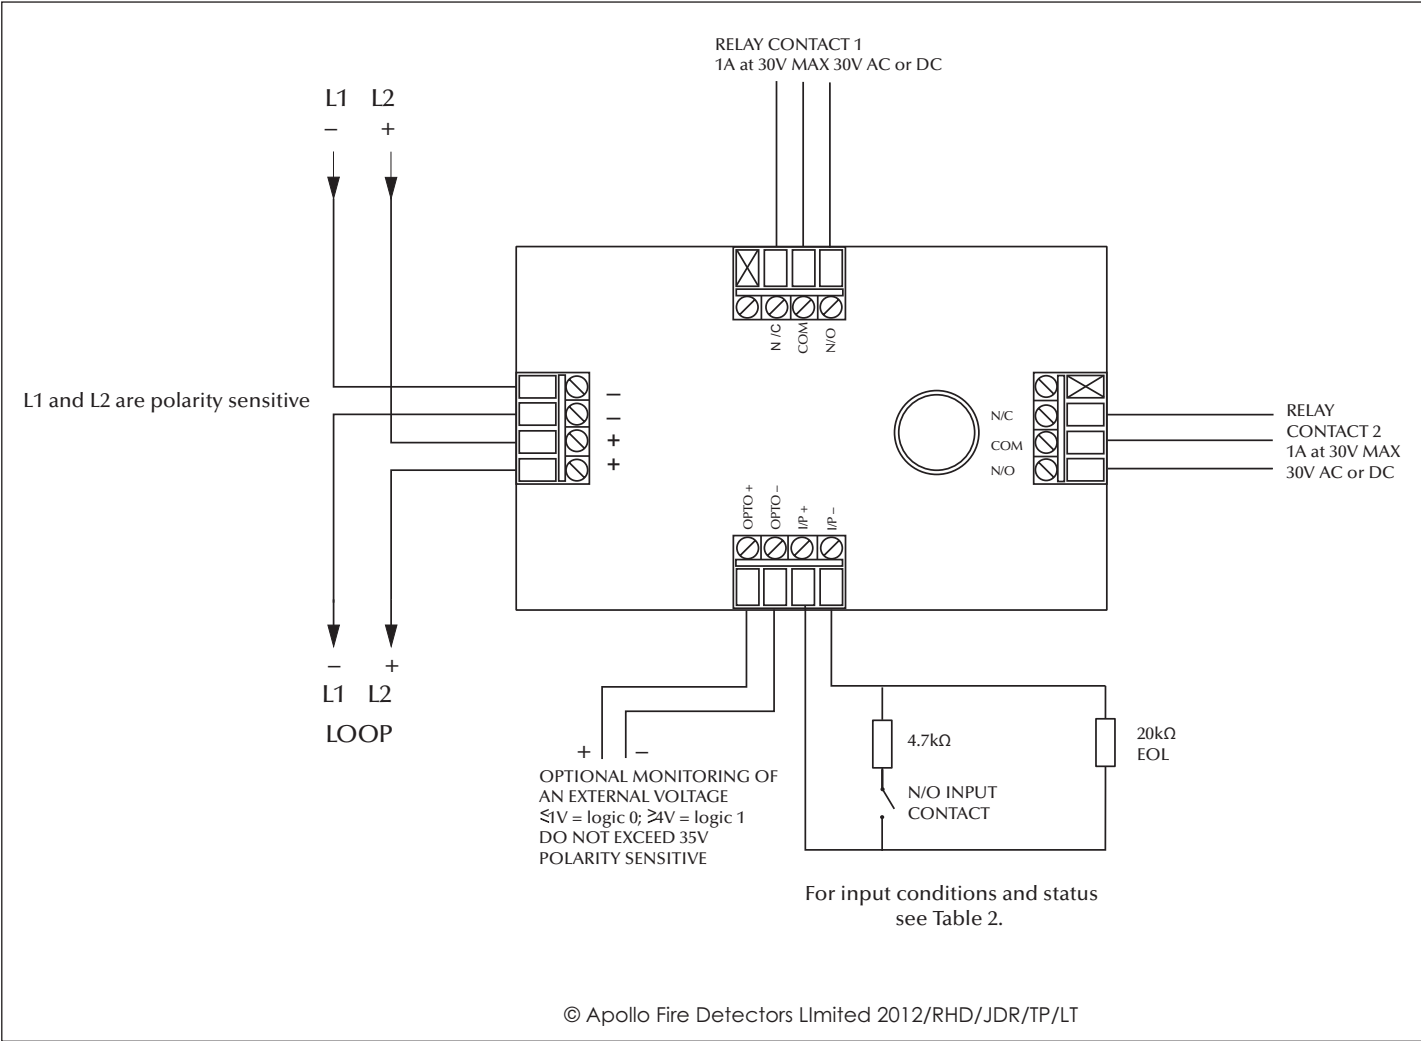 RELAY CONTACT 1
1A at 30V MAX 30V AC or DC
L1 L2
– +
N/C
COM
N/O
L1 and L2 are polarity sensitive
–
–
+
+
N/C
COM
N/O
RELAY
CONTACT 2
1A at 30V MAX
30V AC or DC
OPTO +
OPTO –
I/P +
I/P –
– +
L1 L2
LOOP
+ –
OPTIONAL MONITORING OF
AN EXTERNAL VOLTAGE
≤1V = logic 0; ≥4V = logic 1
DO NOT EXCEED 35V
POLARITY SENSITIVE
4.7kΩ
N/O INPUT
CONTACT
20kΩ
EOL
For input conditions and status
see Table 2.
© Apollo Fire Detectors LImited 2012/RHD/JDR/TP/LT